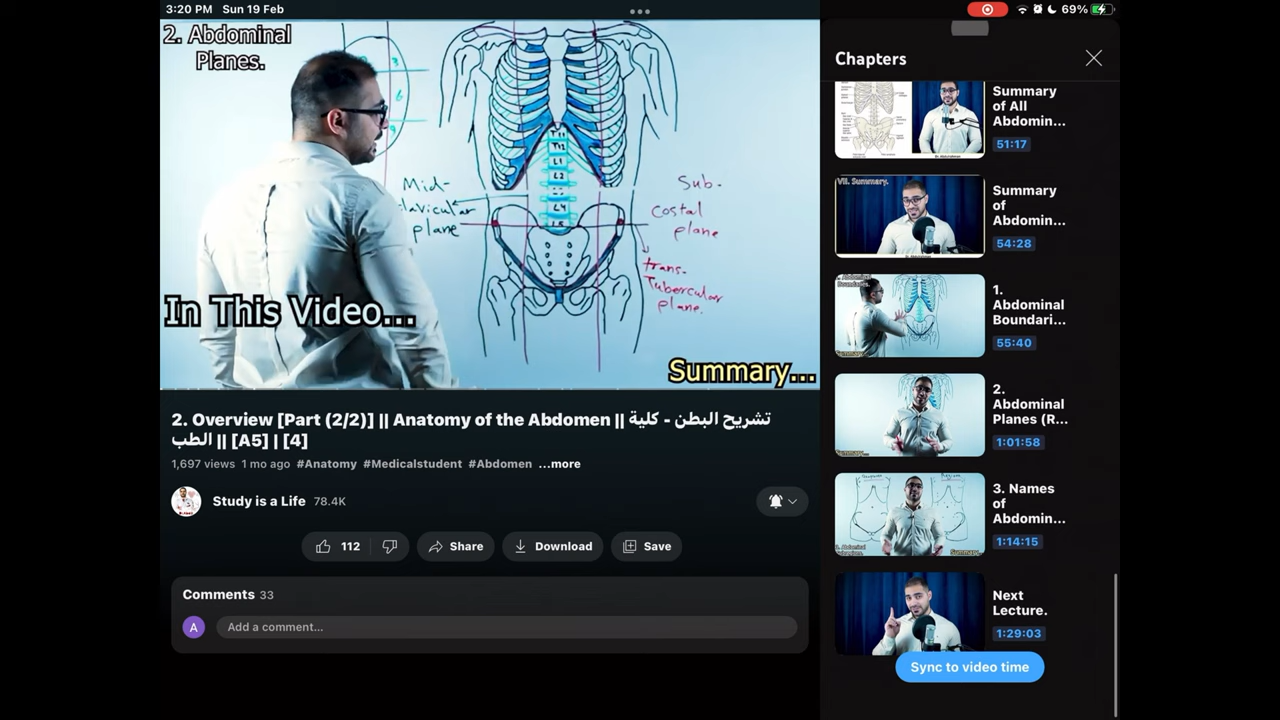 3:20 PM Sun 19 Feb
69%
2. Abdominal
Planes.
Mid-
clavicular
plane
T12
L1
L2
L4
L5
Sub-
Costal
plane
trans-
Tubercular
plane.
In This Video...
Summary...
2. Overview [Part (2/2)] || Anatomy of the Abdomen || تشريح البطن - كلية
الطب || [A5] | [4]
1,697 views 1 mo ago #Anatomy #Medicalstudent #Abdomen ...more
Study is a Life 78.4K
112
Share
Download
Save
Comments 33
A
Add a comment...
Chapters
Summary
of All
Abdomin...
51:17
VII. Summary.
Summary
of
Abdomin...
54:28
1.
Abdominal
Boundari...
55:40
2.
Abdominal
Planes (R...
1:01:58
3. Names
of
Abdomin...
1:14:15
Summary...
Next
Lecture.
1:29:03
Sync to video time